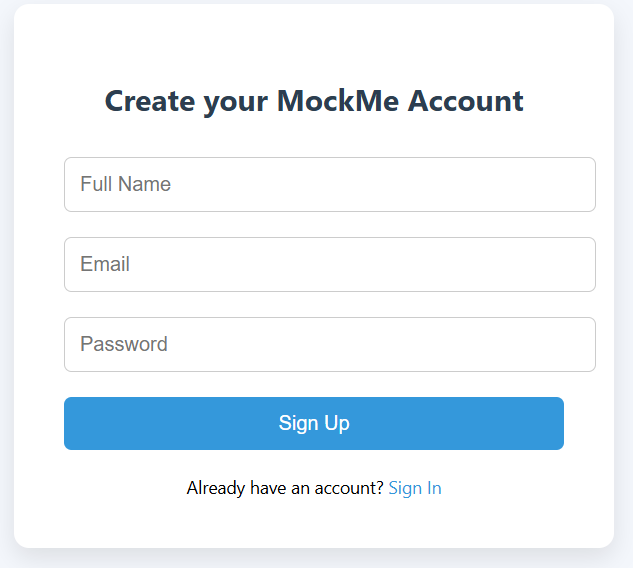 Create your MockMe Account
Full Name
Email
Password
Sign Up
Already have an account? Sign In